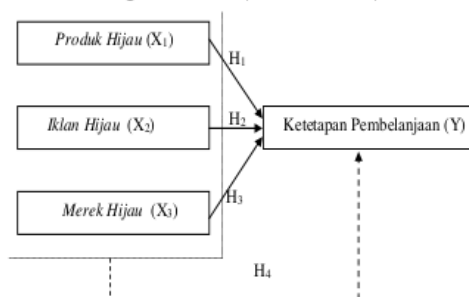 Produk Hijau (X1)
H1
Iklan Hijau (X2)
H2
Ketetapan Pembelanjaan (Y)
Merek Hijau (X3)
H3
H4